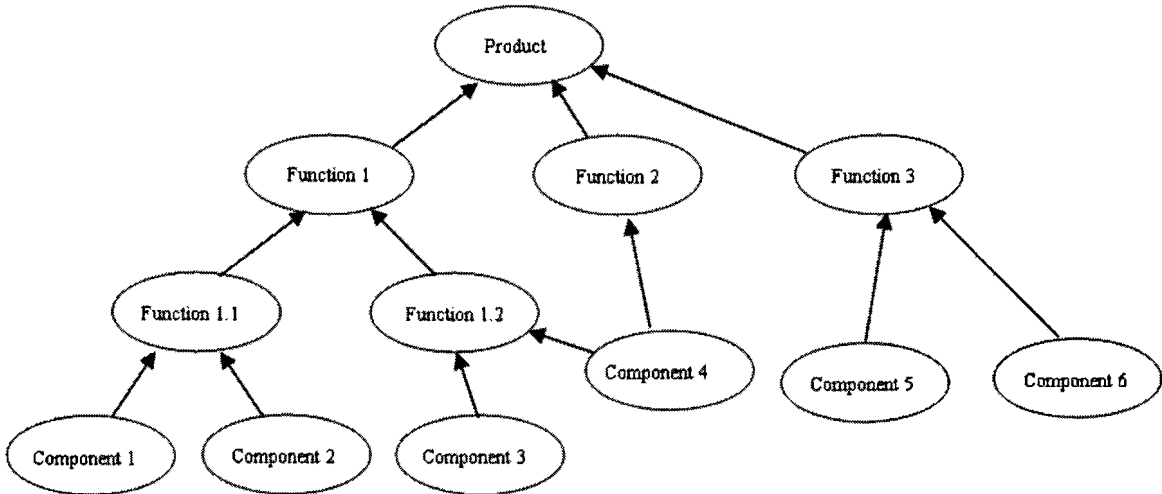 Product
Function 1
Function 2
Function 3
Function 1.1
Function 1.2
Component 4
Component 5
Component 6
Component 1
Component 2
Component 3